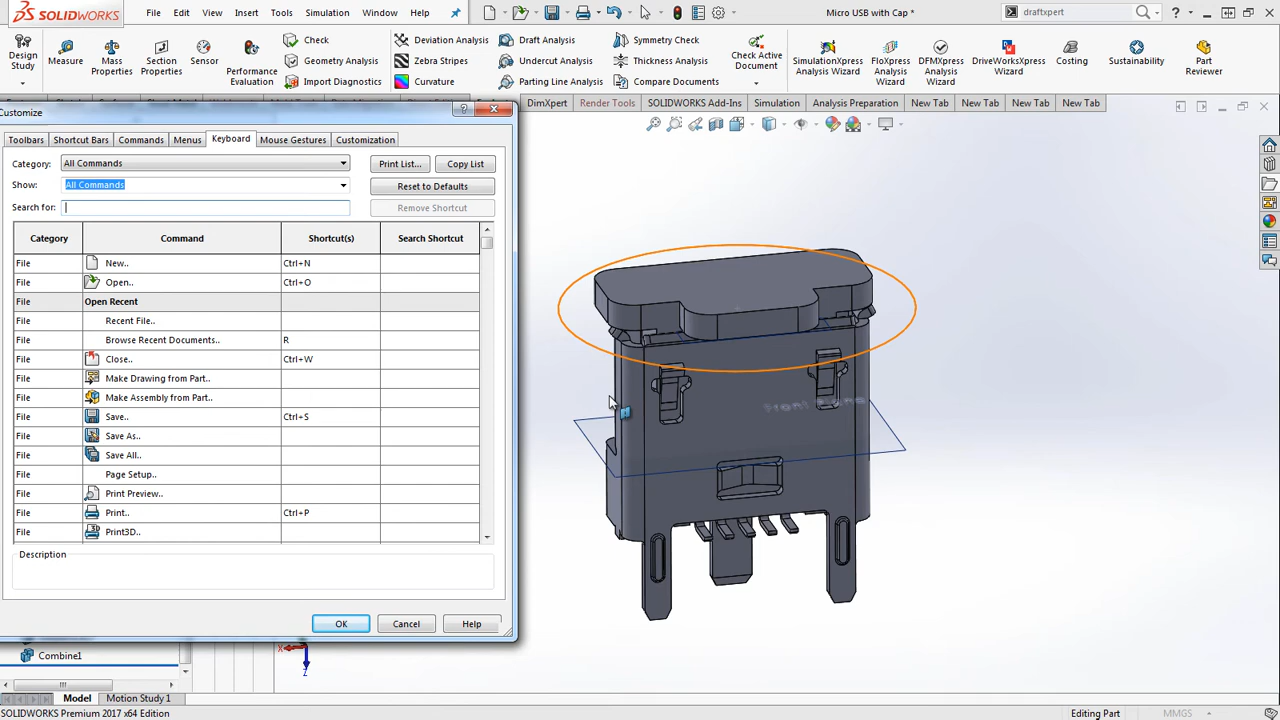 SOLIDWORKS File Edit View Insert Tools Simulation Window Help Micro USB with Cap * draftxpert
Design Study
Measure
Mass Properties
Section Properties
Sensor
Performance Evaluation
Check
Geometry Analysis
Import Diagnostics
Deviation Analysis
Zebra Stripes
Curvature
Draft Analysis
Undercut Analysis
Parting Line Analysis
Symmetry Check
Thickness Analysis
Compare Documents
Check Active Document
SimulationXpress Analysis Wizard
FloXpress Analysis Wizard
DFMXpress Analysis Wizard
DriveWorksXpress Wizard
Costing
Sustainability
Part Reviewer
DimXpert Render Tools SOLIDWORKS Add-Ins Simulation Analysis Preparation New Tab New Tab New Tab New Tab
Customize
Toolbars Shortcut Bars Commands Menus Keyboard Mouse Gestures Customization
Category: All Commands Print List... Copy List
Show: All Commands Reset to Defaults
Search for: Remove Shortcut
Category Command Shortcut(s) Search Shortcut
File New.. Ctrl+N
File Open.. Ctrl+O
File Open Recent
File Recent File..
File Browse Recent Documents.. R
File Close.. Ctrl+W
File Make Drawing from Part..
File Make Assembly from Part..
File Save.. Ctrl+S
File Save As..
File Save All..
File Page Setup..
File Print Preview..
File Print.. Ctrl+P
File Print3D..
Description
OK Cancel Help
Front Plane
Combine1
X
Z
Model Motion Study 1
SOLIDWORKS Premium 2017 x64 Edition Editing Part MMGS